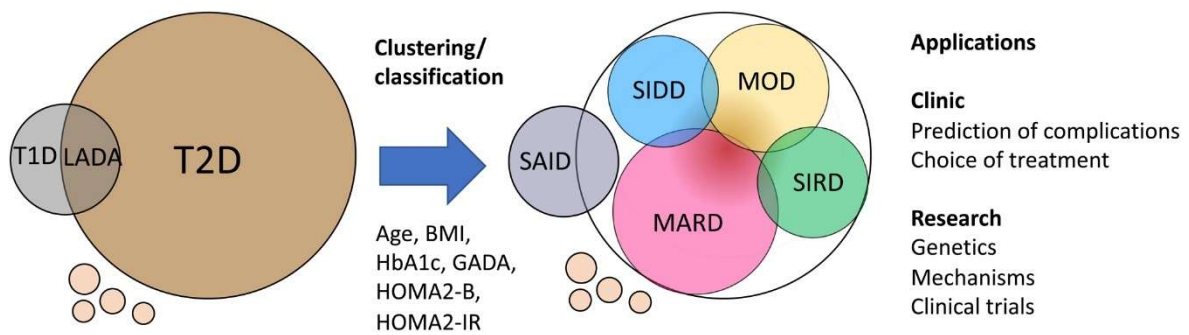 T1D
LADA
T2D
Clustering/
classification
Age, BMI,
HbA1c, GADA,
HOMA2-B,
HOMA2-IR
SAID
SIDD
MOD
MARD
SIRD
Applications
Clinic
Prediction of complications
Choice of treatment
Research
Genetics
Mechanisms
Clinical trials